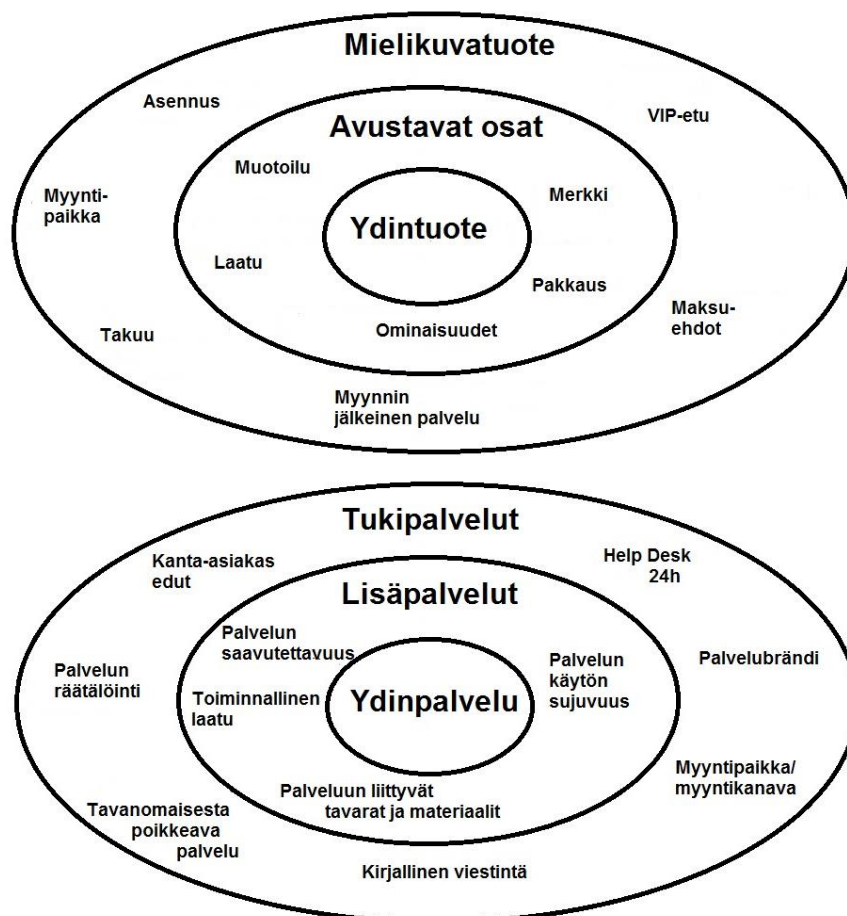 Mielikuvatuote
Asennus
VIP-etu
Avustavat osat
Muotoilu
Myynti-
paikka
Merkki
Ydintuote
Laatu
Pakkaus
Ominaisuudet
Takuu
Maksu-
ehdot
Myynnin
jälkeinen palvelu
Tukipalvelut
Kanta-asiakas
edut
Help Desk
24h
Lisäpalvelut
Palvelun
saavutettavuus
Palvelun
räätälöinti
Palvelun
käytön
sujuvuus
Palvelubrändi
Toiminnallinen
laatu
Ydinpalvelu
Palveluun liittyvät
tavarat ja materiaalit
Myyntipaikka/
myyntikanava
Tavanomaisesta
poikkeava
palvelu
Kirjallinen viestintä